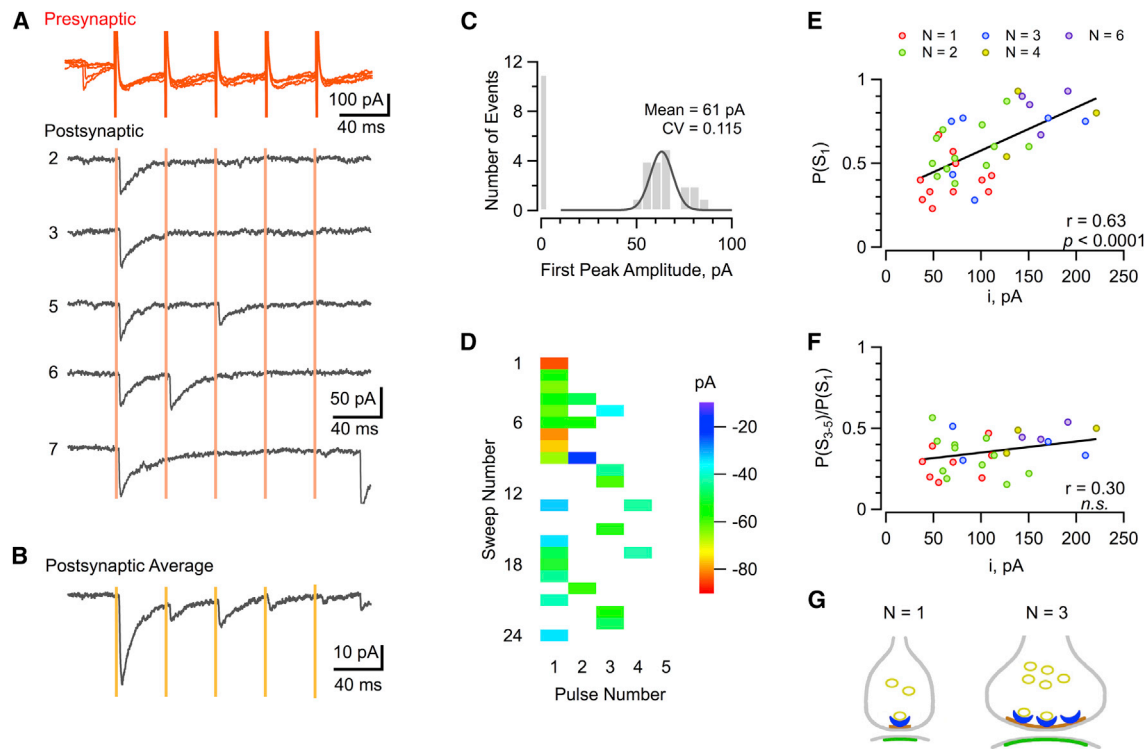 A
Presynaptic
100 pA
40 ms
Postsynaptic
2
3
5
6
50 pA
40 ms
7
B
Postsynaptic Average
10 pA
40 ms
C
12
8
4
0
Number of Events
Mean = 61 pA
CV = 0.115
0
50
100
First Peak Amplitude, pA
D
1
6
12
18
24
Sweep Number
1 2 3 4 5
Pulse Number
pA
-20
-40
-60
-80
E
N = 1
N = 3
N = 6
N = 2
N = 4
1
0.5
0
P(S1)
r = 0.63
p < 0.0001
0 50 100 150 200 250
i, pA
F
1
0.5
0
P(S3-5)/P(S1)
r = 0.30
n.s.
0 50 100 150 200 250
i, pA
G
N = 1
N = 3